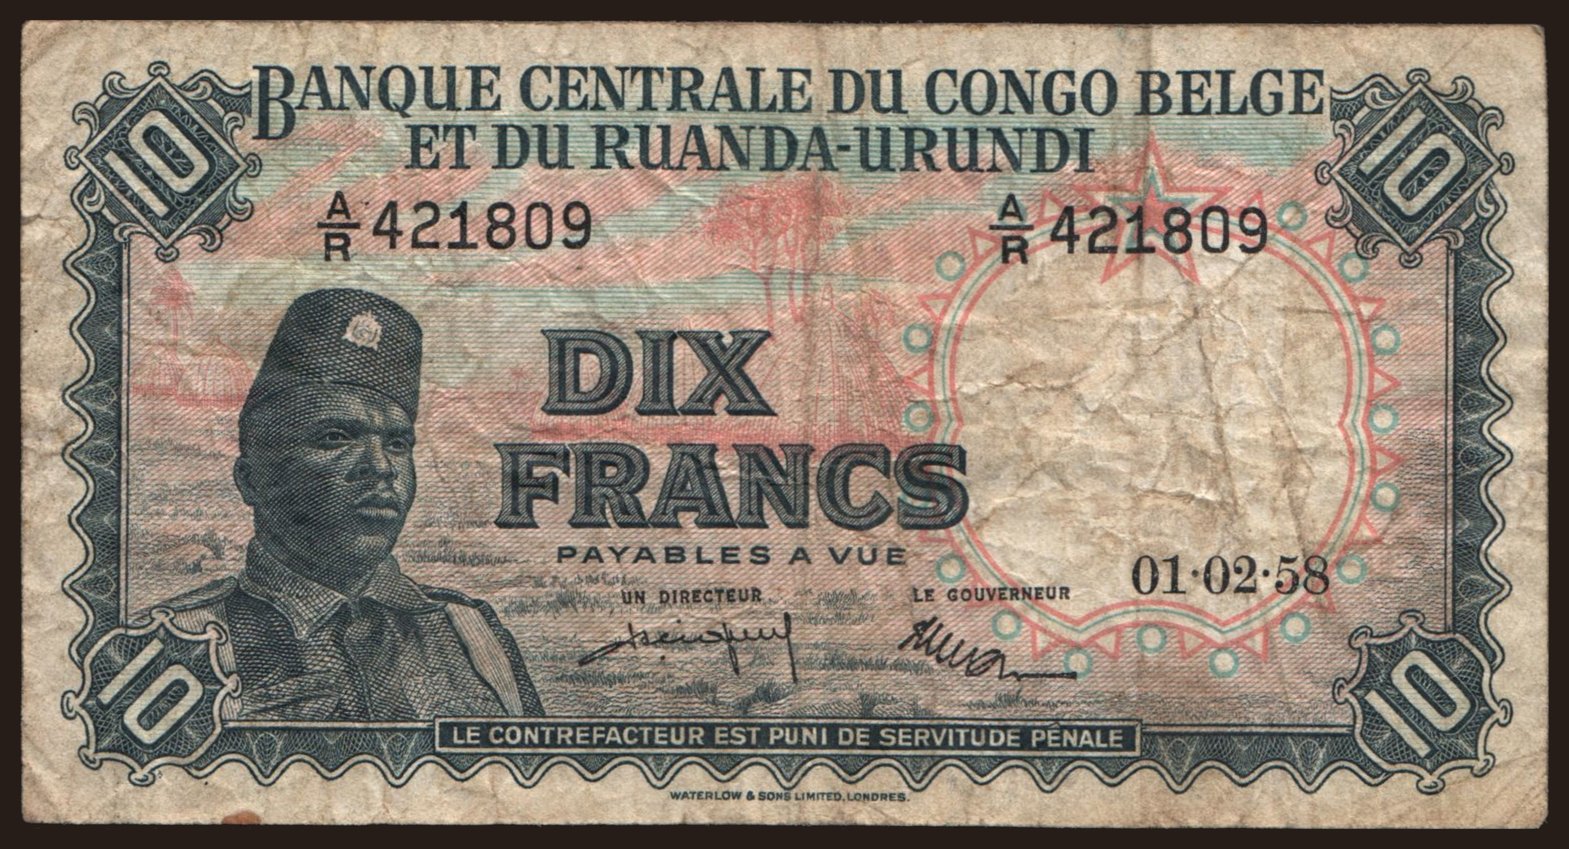 10
10
BANQUE CENTRALE DU CONGO BELGE
ET DU RUANDA-URUNDI
A/R 421809
A/R 421809
DIX
FRANCS
PAYABLES A VUE
01·02·58
UN DIRECTEUR
LE GOUVERNEUR
10
10
LE CONTREFACTEUR EST PUNI DE SERVITUDE PÉNALE
WATERLOW & SONS LIMITED, LONDRES.